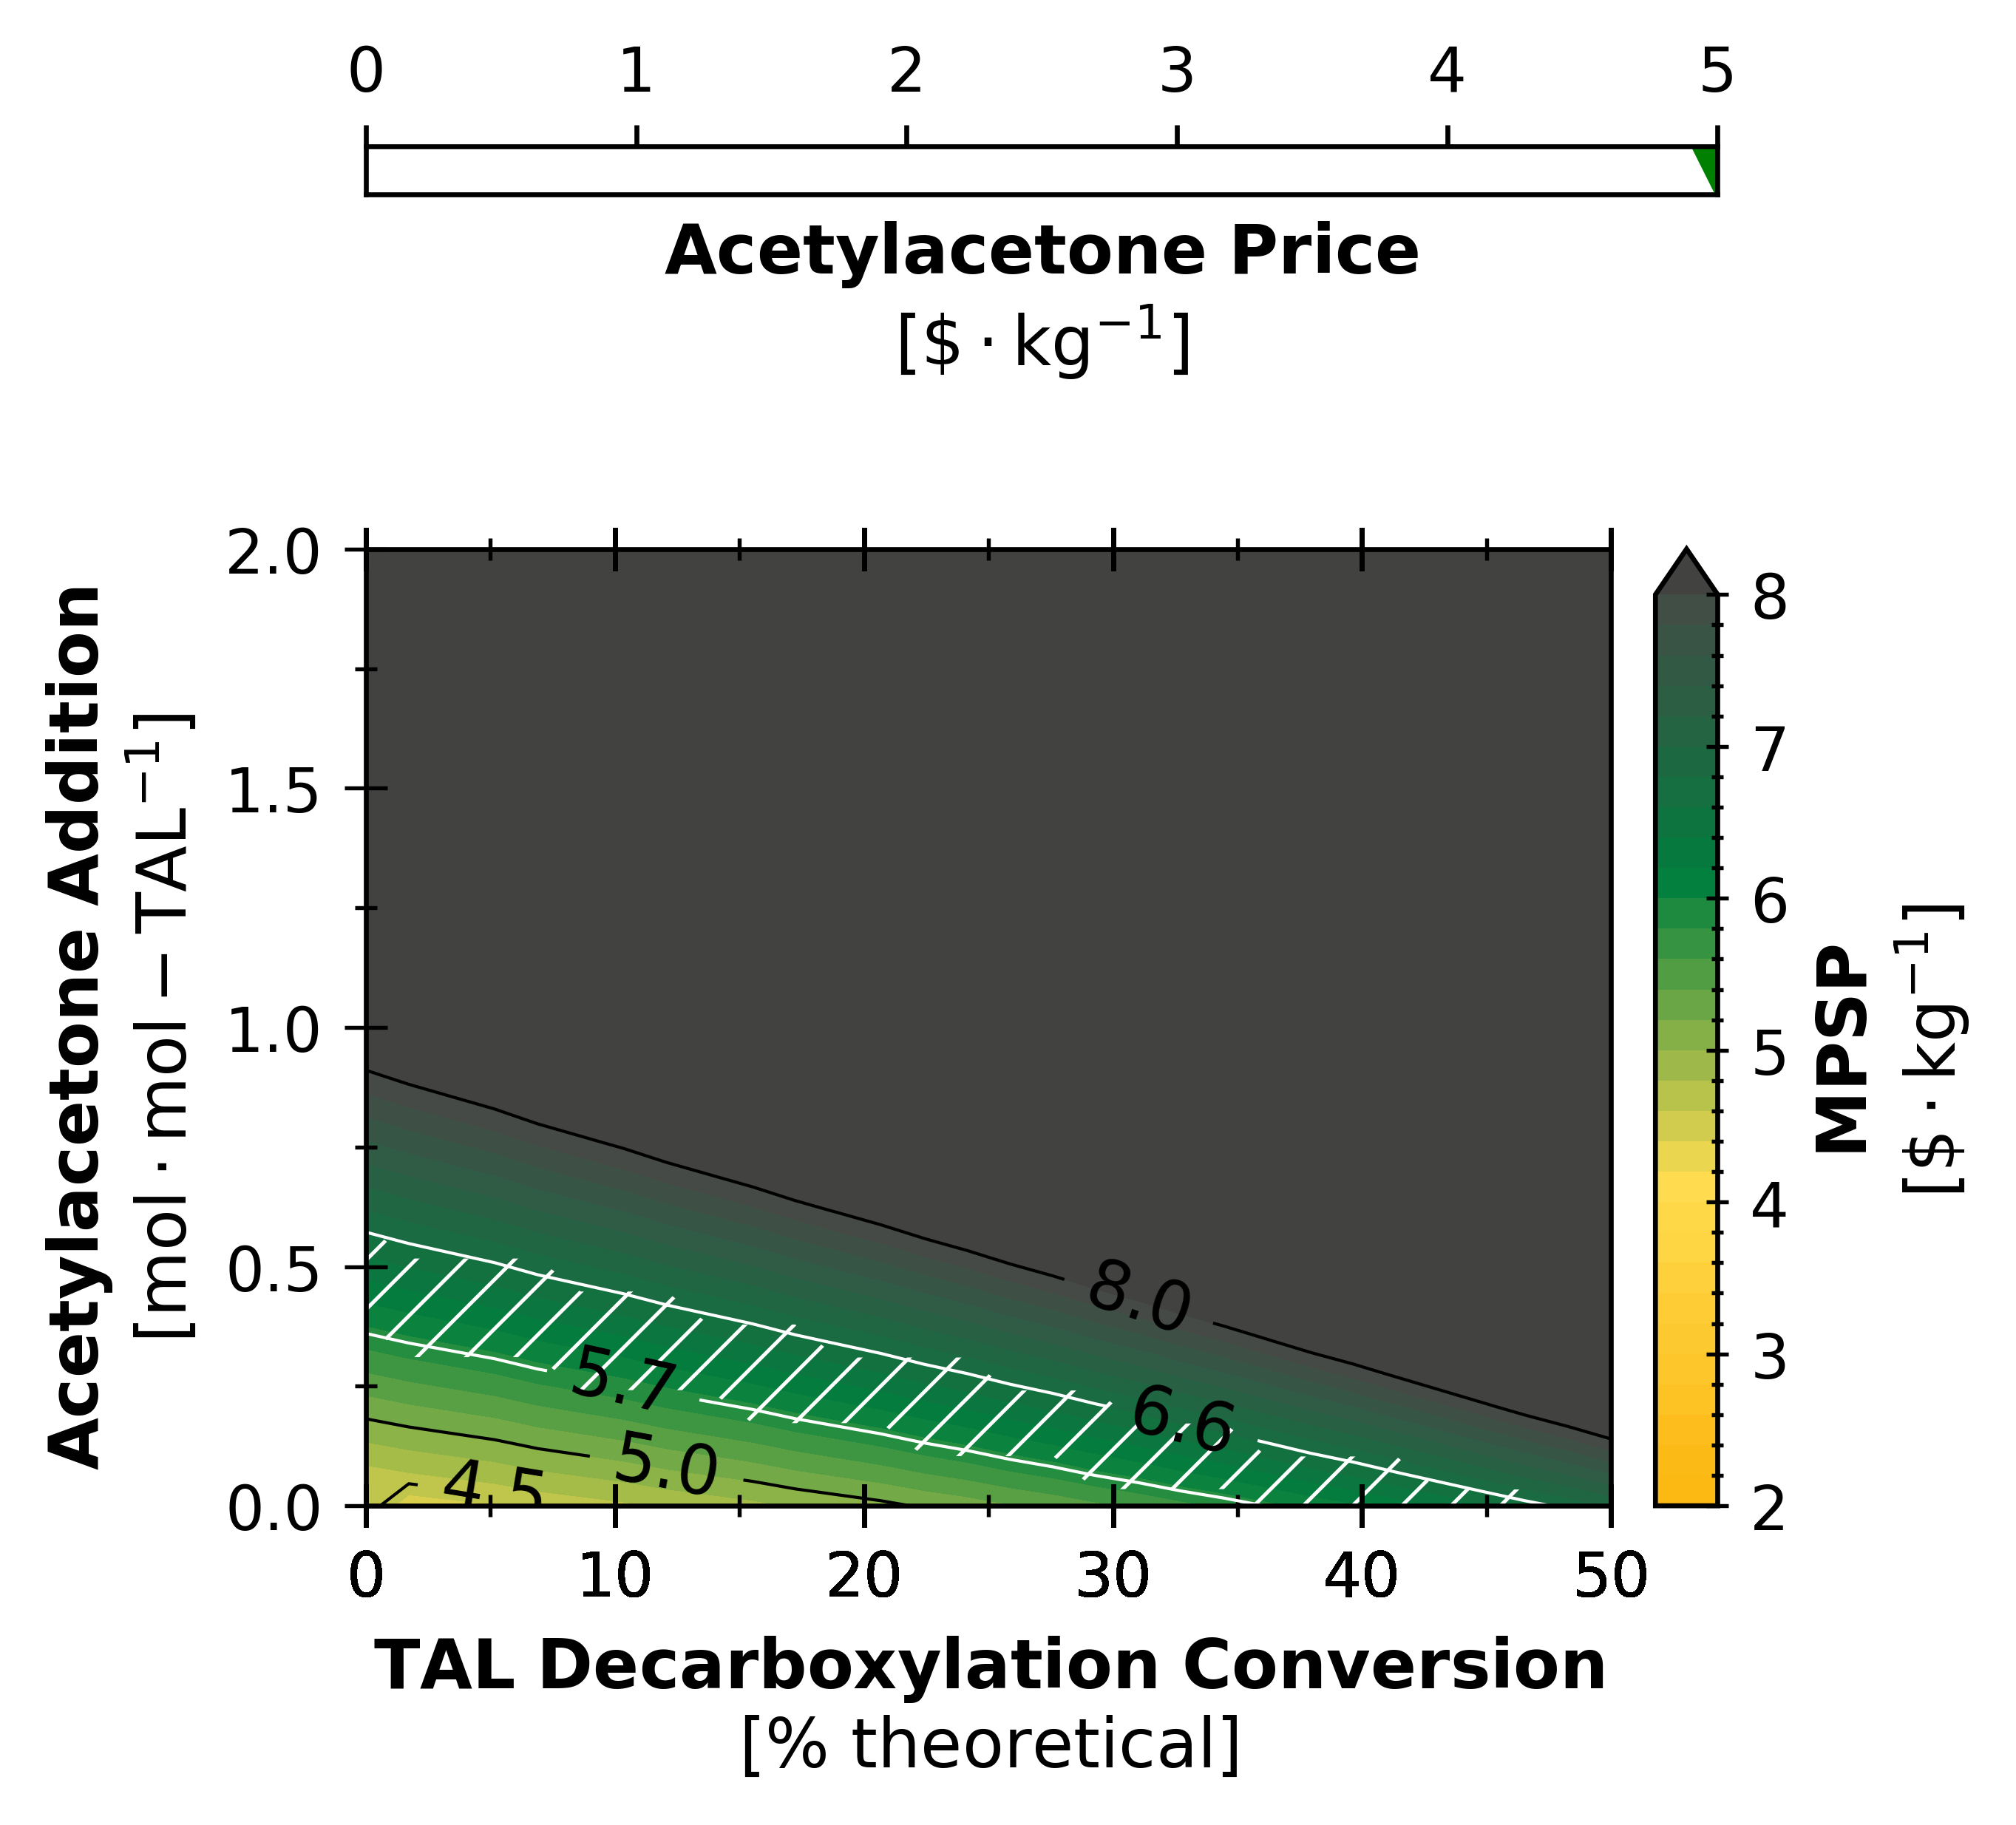 0 1 2 3 4 5
Acetylacetone Price
[$ · kg⁻¹]
Acetylacetone Addition
[mol · mol − TAL⁻¹]
2.0
1.5
1.0
0.5
0.0
8.0
6.6
5.7
5.0
4.5
0 10 20 30 40 50
TAL Decarboxylation Conversion
[% theoretical]
8
7
6
5
4
3
2
MPSP
[$ · kg⁻¹]